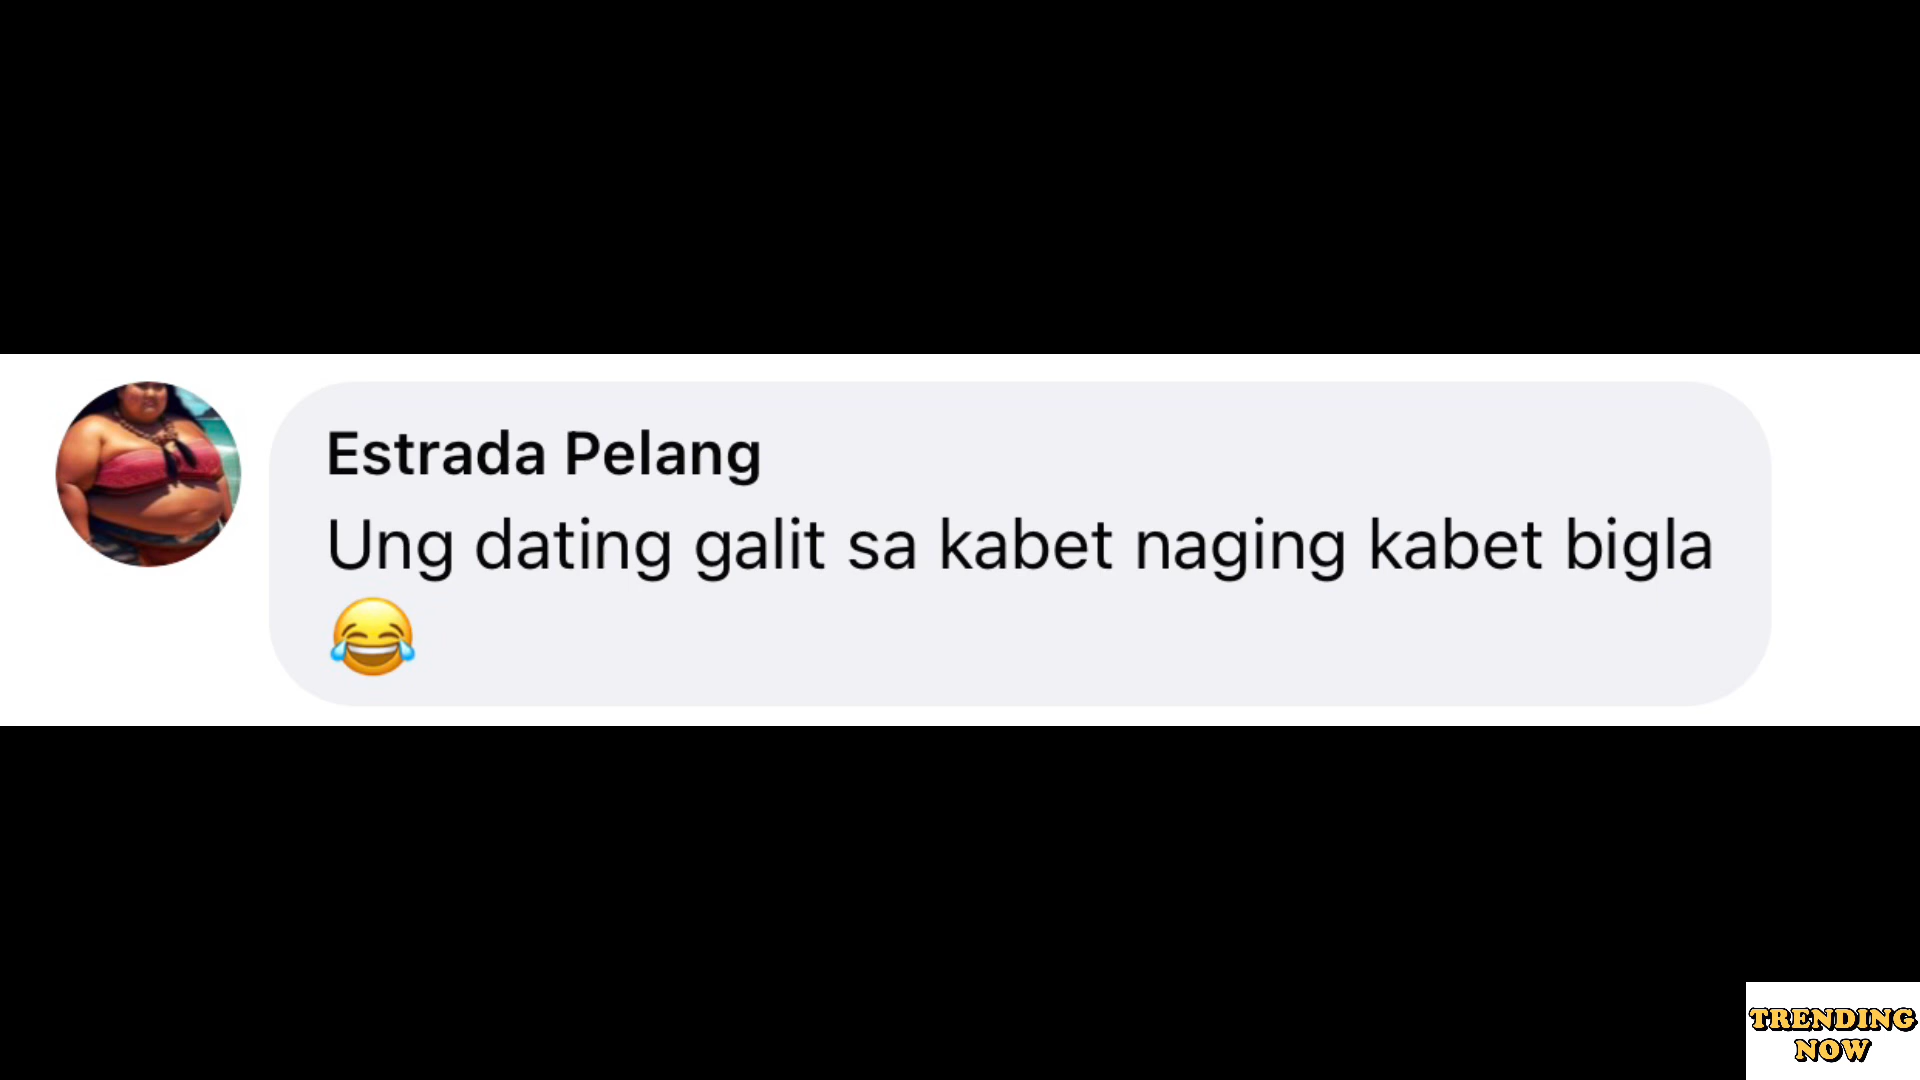 Estrada Pelang
Ung dating galit sa kabet naging kabet bigla
😂
TRENDING
NOW